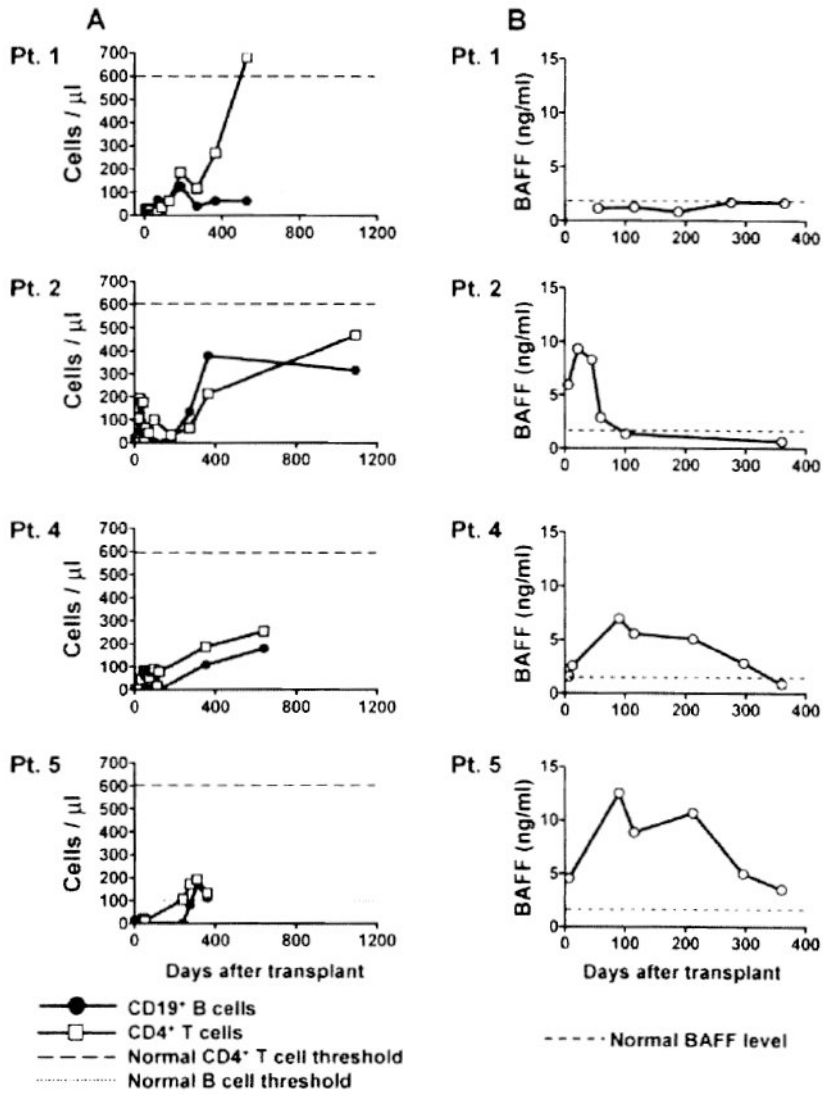 A
B
Pt. 1
700
600
500
400
300
200
100
0
Cells / µl
0 400 800 1200
Pt. 1
15
10
5
0
BAFF (ng/ml)
0 100 200 300 400
Pt. 2
700
600
500
400
300
200
100
0
Cells / µl
0 400 800 1200
Pt. 2
15
10
5
0
BAFF (ng/ml)
0 100 200 300 400
Pt. 4
700
600
500
400
300
200
100
0
Cells / µl
0 400 800 1200
Pt. 4
15
10
5
0
BAFF (ng/ml)
0 100 200 300 400
Pt. 5
700
600
500
400
300
200
100
0
Cells / µl
0 400 800 1200
Days after transplant
Pt. 5
15
10
5
0
BAFF (ng/ml)
0 100 200 300 400
Days after transplant
CD19⁺ B cells
CD4⁺ T cells
Normal CD4⁺ T cell threshold
Normal B cell threshold
Normal BAFF level